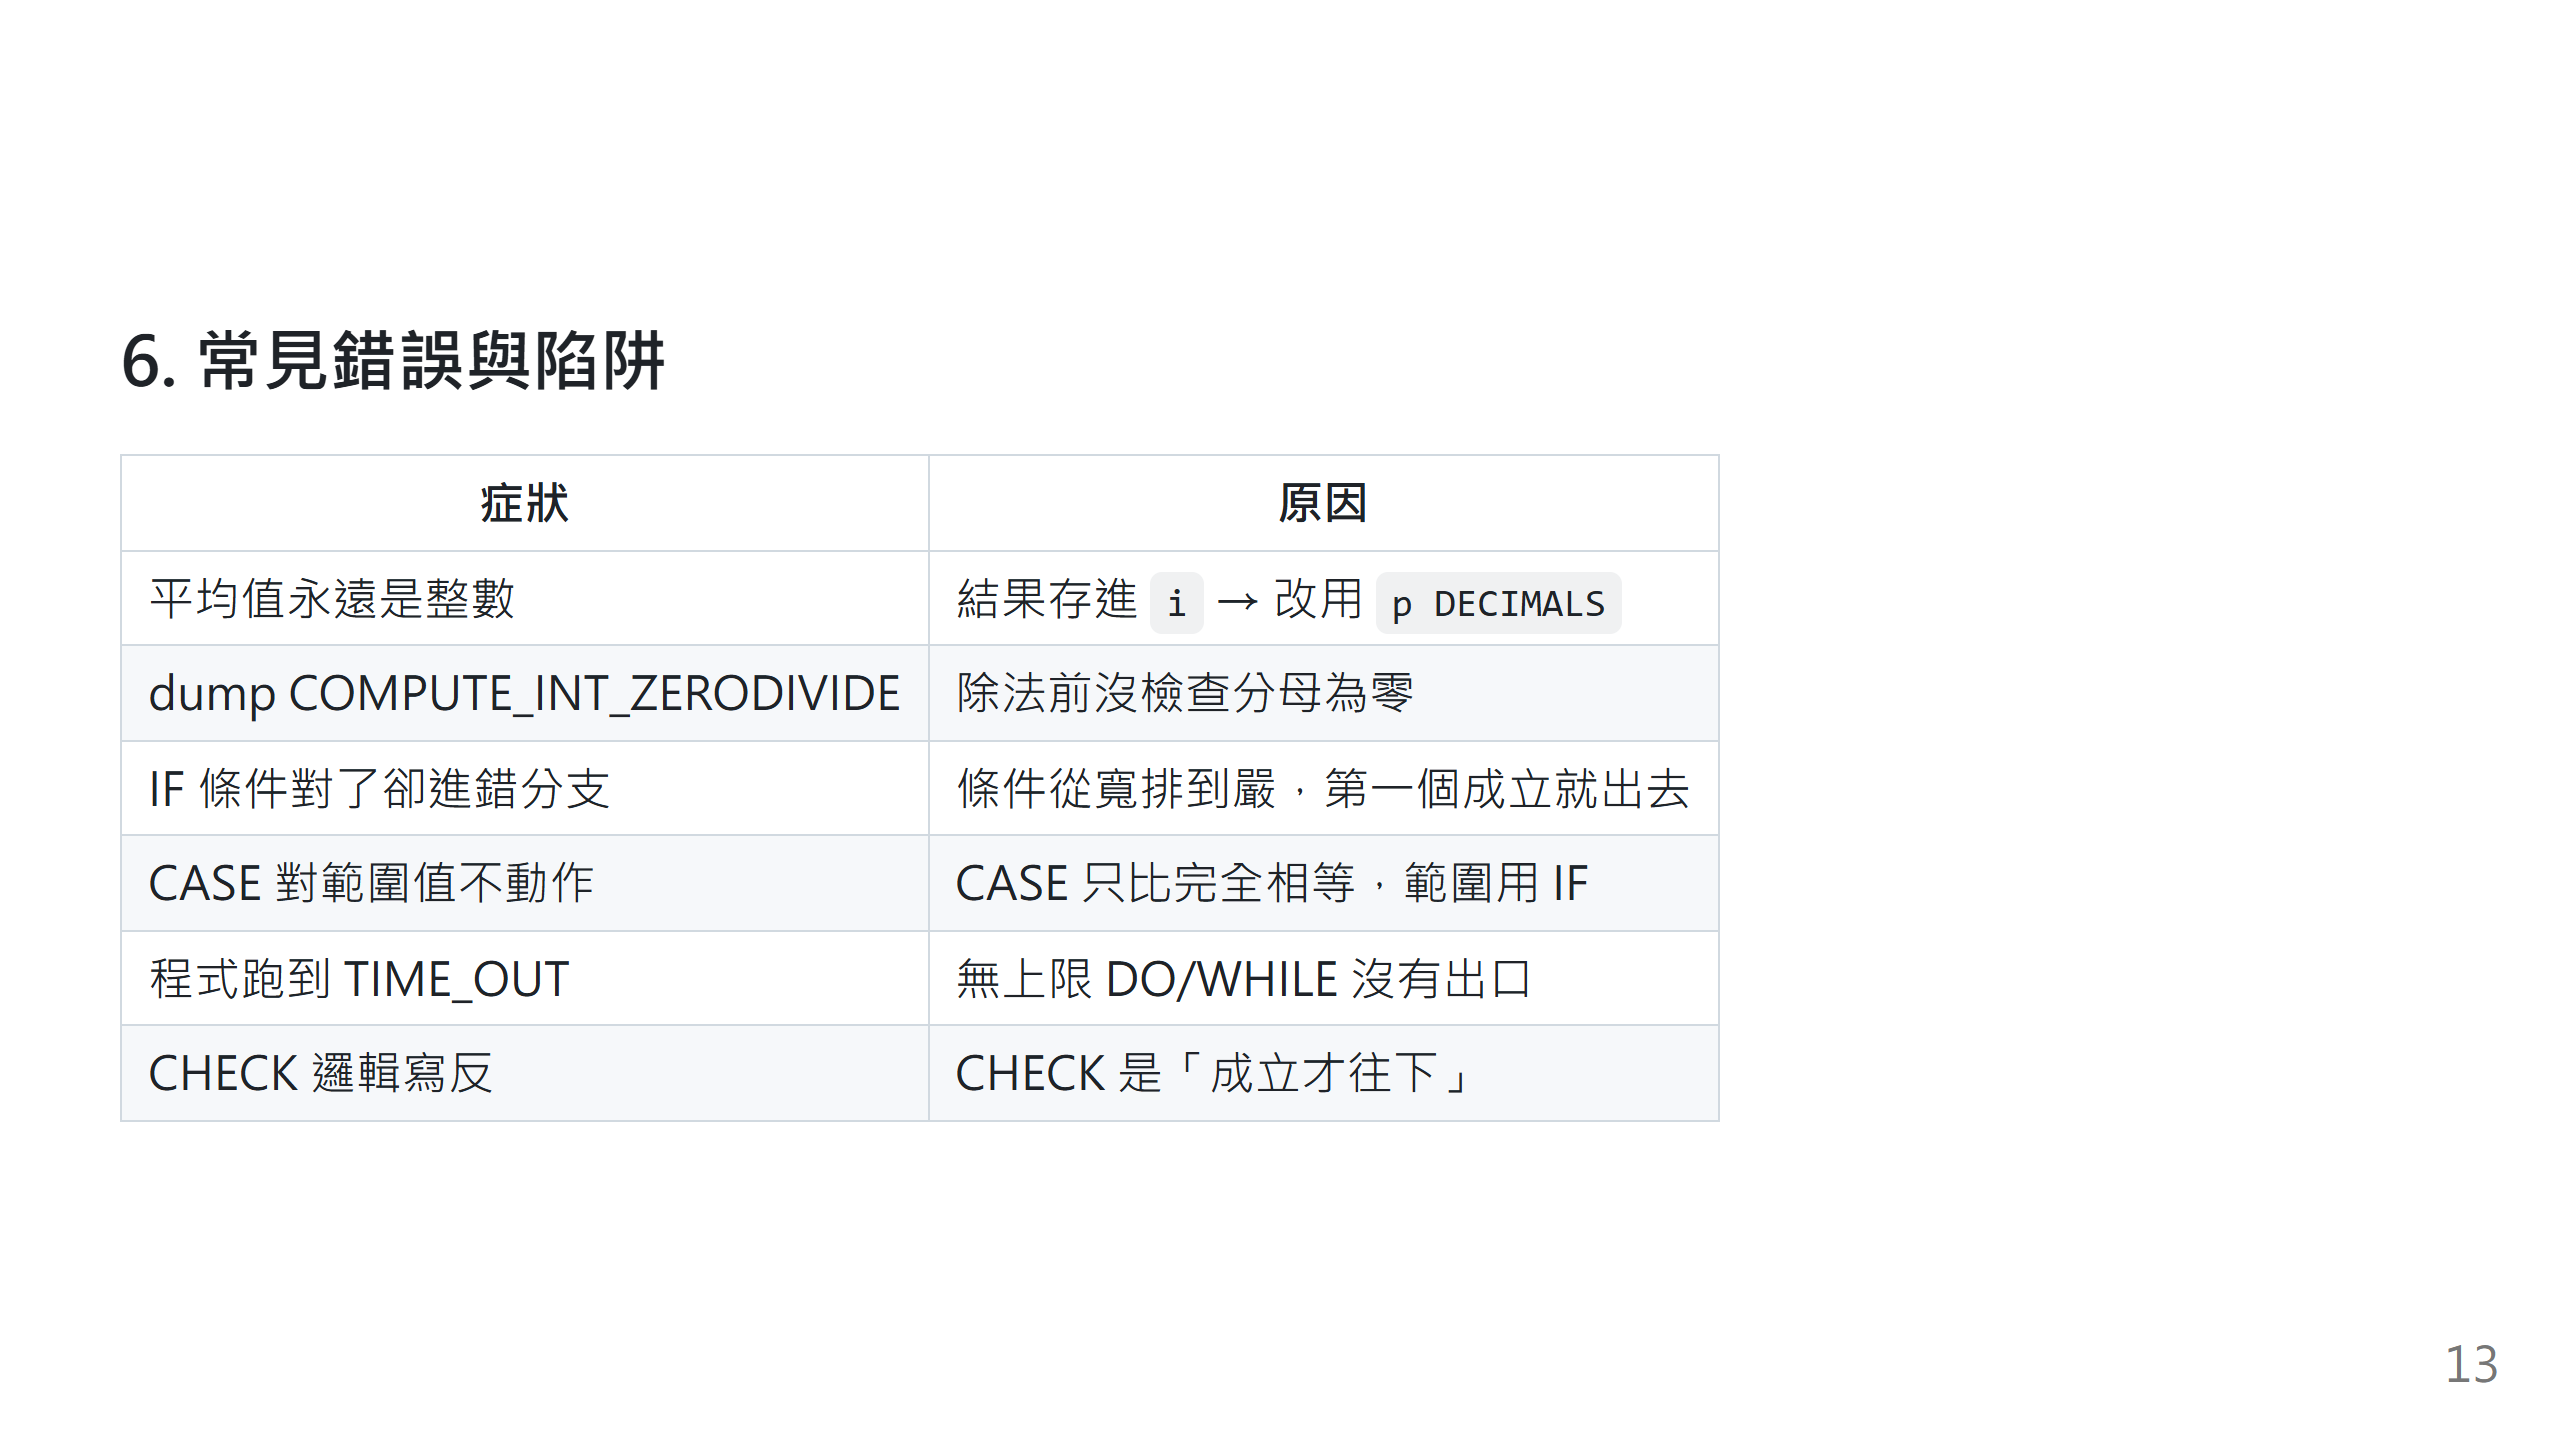 6. 常見錯誤與陷阱
症狀 原因
平均值永遠是整數 結果存進 i → 改用 p DECIMALS
dump COMPUTE_INT_ZERODIVIDE 除法前沒檢查分母為零
IF 條件對了卻進錯分支 條件從寬排到嚴，第一個成立就出去
CASE 對範圍值不動作 CASE 只比完全相等，範圍用 IF
程式跑到 TIME_OUT 無上限 DO/WHILE 沒有出口
CHECK 邏輯寫反 CHECK 是「成立才往下」
13